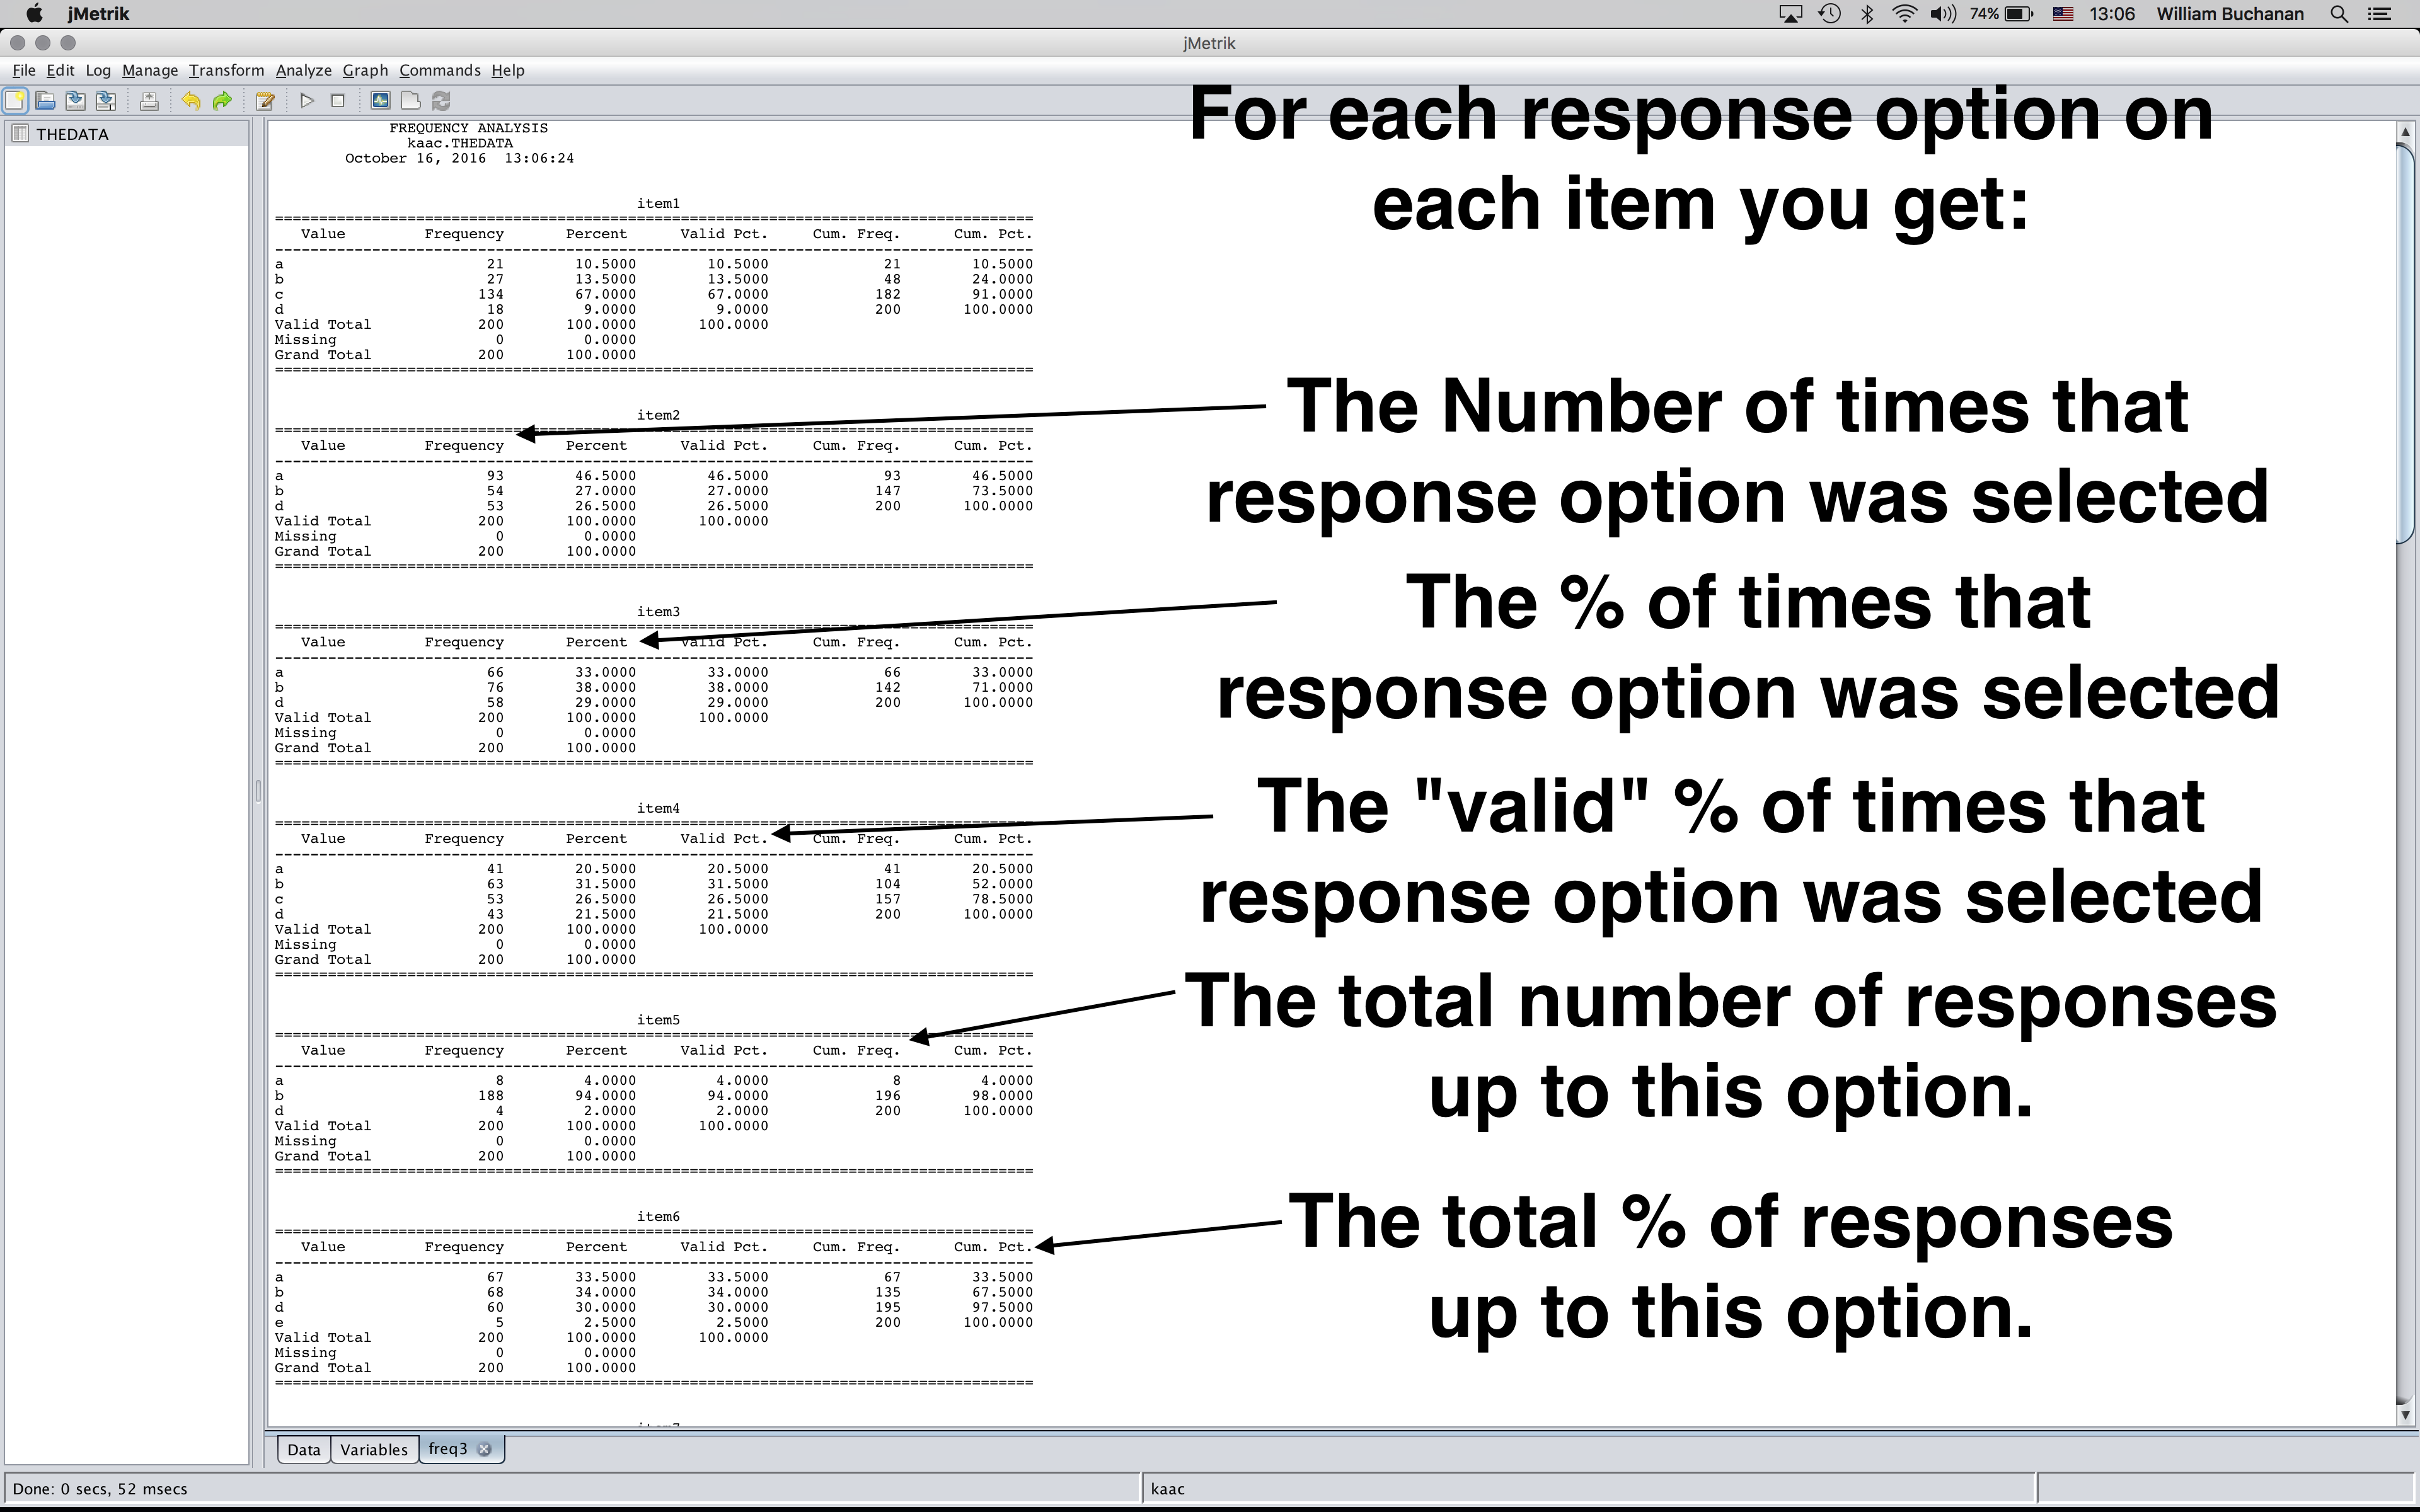 jMetrik 74% 13:06 William Buchanan
jMetrik
File Edit Log Manage Transform Analyze Graph Commands Help
THEDATA
FREQUENCY ANALYSIS
kaac.THEDATA
October 16, 2016 13:06:24
For each response option on
each item you get:
item1
Value Frequency Percent Valid Pct. Cum. Freq. Cum. Pct.
a 21 10.5000 10.5000 21 10.5000
b 27 13.5000 13.5000 48 24.0000
c 134 67.0000 67.0000 182 91.0000
d 18 9.0000 9.0000 200 100.0000
Valid Total 200 100.0000 100.0000
Missing 0 0.0000
Grand Total 200 100.0000
item2
Value Frequency Percent Valid Pct. Cum. Freq. Cum. Pct.
a 93 46.5000 46.5000 93 46.5000
b 54 27.0000 27.0000 147 73.5000
d 53 26.5000 26.5000 200 100.0000
Valid Total 200 100.0000 100.0000
Missing 0 0.0000
Grand Total 200 100.0000
The Number of times that
response option was selected
item3
Value Frequency Percent Valid Pct. Cum. Freq. Cum. Pct.
a 66 33.0000 33.0000 66 33.0000
b 76 38.0000 38.0000 142 71.0000
d 58 29.0000 29.0000 200 100.0000
Valid Total 200 100.0000 100.0000
Missing 0 0.0000
Grand Total 200 100.0000
The % of times that
response option was selected
item4
Value Frequency Percent Valid Pct. Cum. Freq. Cum. Pct.
a 41 20.5000 20.5000 41 20.5000
b 63 31.5000 31.5000 104 52.0000
c 53 26.5000 26.5000 157 78.5000
d 43 21.5000 21.5000 200 100.0000
Valid Total 200 100.0000 100.0000
Missing 0 0.0000
Grand Total 200 100.0000
The "valid" % of times that
response option was selected
item5
Value Frequency Percent Valid Pct. Cum. Freq. Cum. Pct.
a 8 4.0000 4.0000 8 4.0000
b 188 94.0000 94.0000 196 98.0000
d 4 2.0000 2.0000 200 100.0000
Valid Total 200 100.0000 100.0000
Missing 0 0.0000
Grand Total 200 100.0000
The total number of responses
up to this option.
item6
Value Frequency Percent Valid Pct. Cum. Freq. Cum. Pct.
a 67 33.5000 33.5000 67 33.5000
b 68 34.0000 34.0000 135 67.5000
d 60 30.0000 30.0000 195 97.5000
e 5 2.5000 2.5000 200 100.0000
Valid Total 200 100.0000 100.0000
Missing 0 0.0000
Grand Total 200 100.0000
The total % of responses
up to this option.
Data Variables freq3
Done: 0 secs, 52 msecs kaac